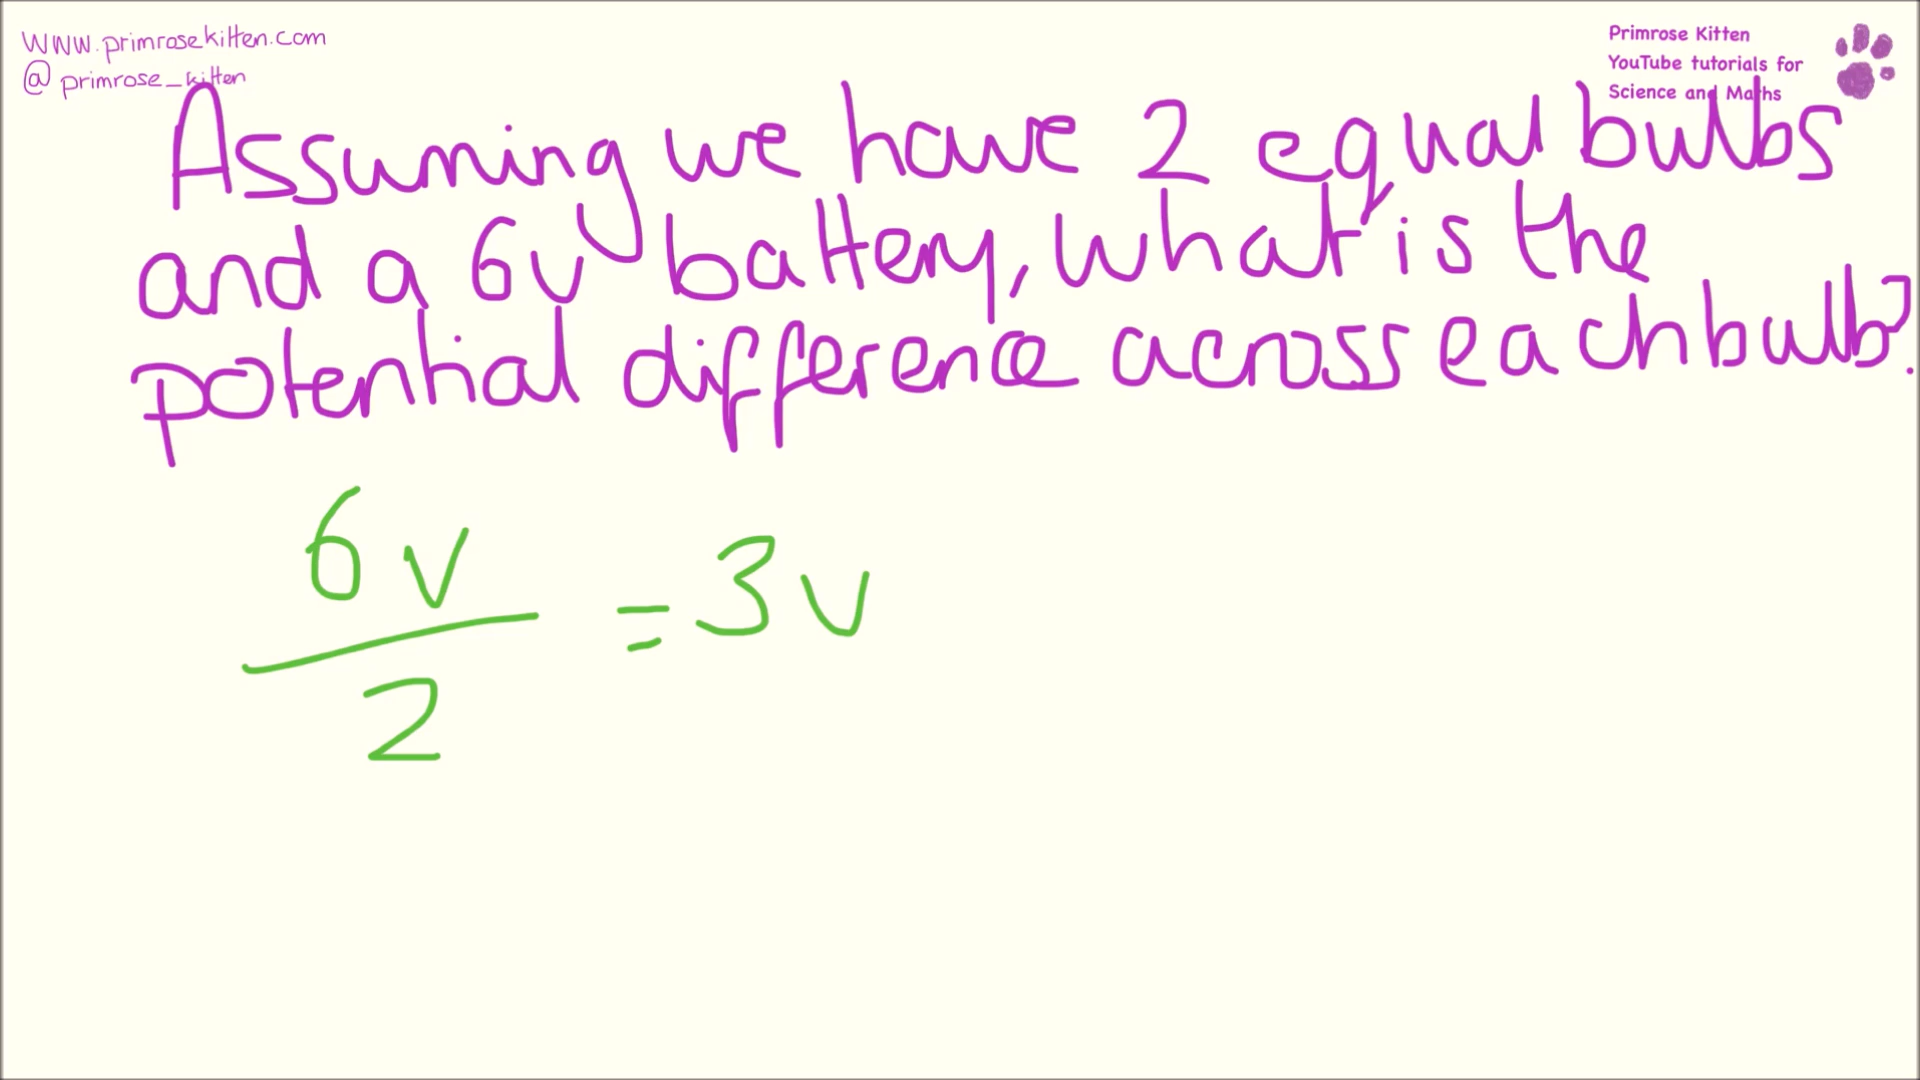 www.primrosekitten.com
@primrose_kitten
Primrose Kitten
YouTube tutorials for
Science and Maths
Assuming we have 2 equal bulbs
and a 6v battery, what is the
potential difference across each bulb?
6v
= 3v
2